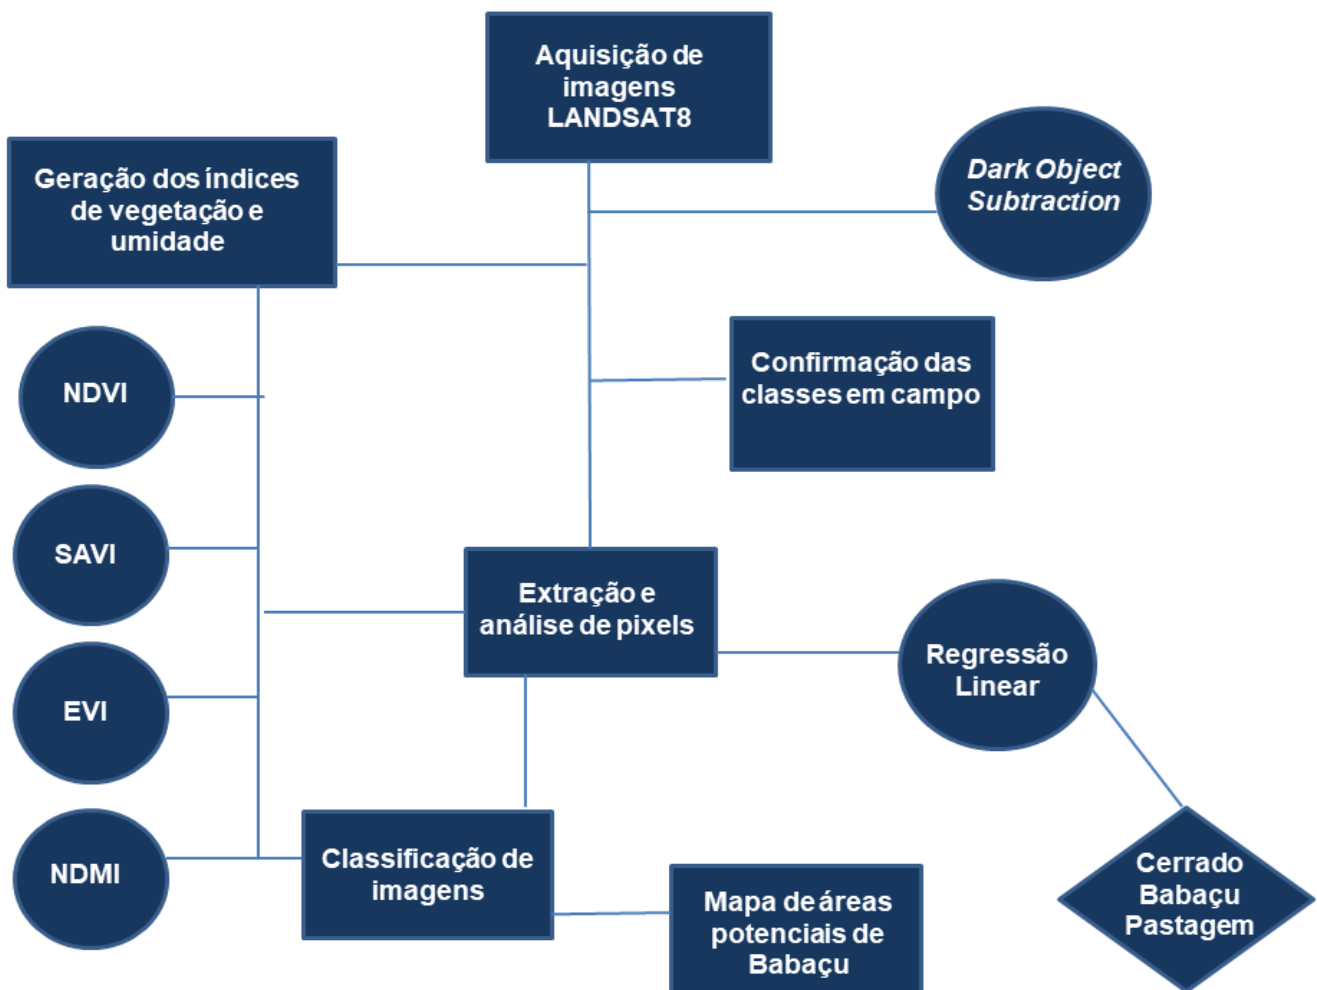 Aquisição de
imagens
LANDSAT8
Dark Object
Subtraction
Geração dos índices
de vegetação e
umidade
Confirmação das
classes em campo
NDVI
SAVI
EVI
NDMI
Extração e
análise de pixels
Regressão
Linear
Classificação de
imagens
Mapa de áreas
potenciais de
Babaçu
Cerrado
Babaçu
Pastagem